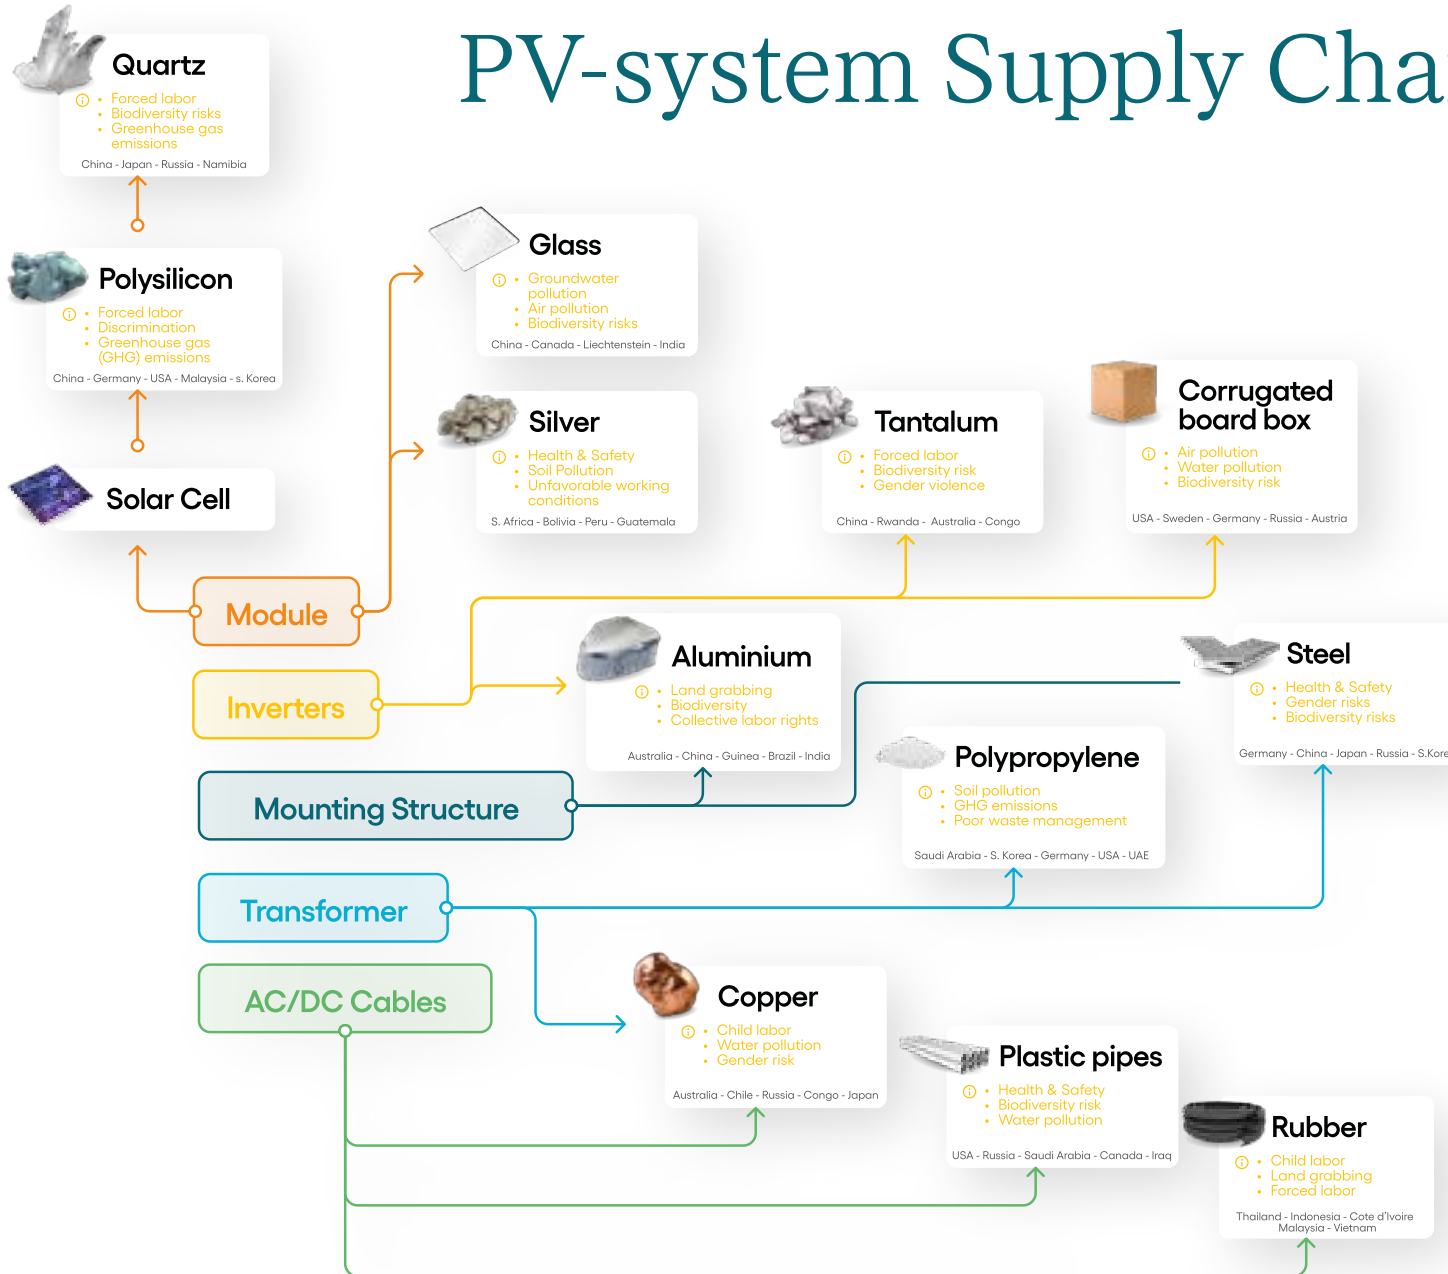 PV-system Supply Cha
Quartz
Forced labor
Biodiversity risks
Greenhouse gas
emissions
China - Japan - Russia - Namibia
Polysilicon
Forced labor
Discrimination
Greenhouse gas
(GHG) emissions
China - Germany - USA - Malaysia - s. Korea
Solar Cell
Glass
Groundwater
pollution
Air pollution
Biodiversity risks
China - Canada - Liechtenstein - India
Silver
Health & Safety
Soil Pollution
Unfavorable working
conditions
S. Africa - Bolivia - Peru - Guatemala
Tantalum
Forced labor
Biodiversity risk
Gender violence
China - Rwanda - Australia - Congo
Corrugated
board box
Air pollution
Water pollution
Biodiversity risk
USA - Sweden - Germany - Russia - Austria
Module
Inverters
Mounting Structure
Transformer
AC/DC Cables
Aluminium
Land grabbing
Biodiversity
Collective labor rights
Australia - China - Guinea - Brazil - India
Steel
Health & Safety
Gender risks
Biodiversity risks
Germany - China - Japan - Russia - S.Kore
Polypropylene
Soil pollution
GHG emissions
Poor waste management
Saudi Arabia - S. Korea - Germany - USA - UAE
Copper
Child labor
Water pollution
Gender risk
Australia - Chile - Russia - Congo - Japan
Plastic pipes
Health & Safety
Biodiversity risk
Water pollution
USA - Russia - Saudi Arabia - Canada - Iraq
Rubber
Child labor
Land grabbing
Forced labor
Thailand - Indonesia - Cote d'Ivoire
Malaysia - Vietnam